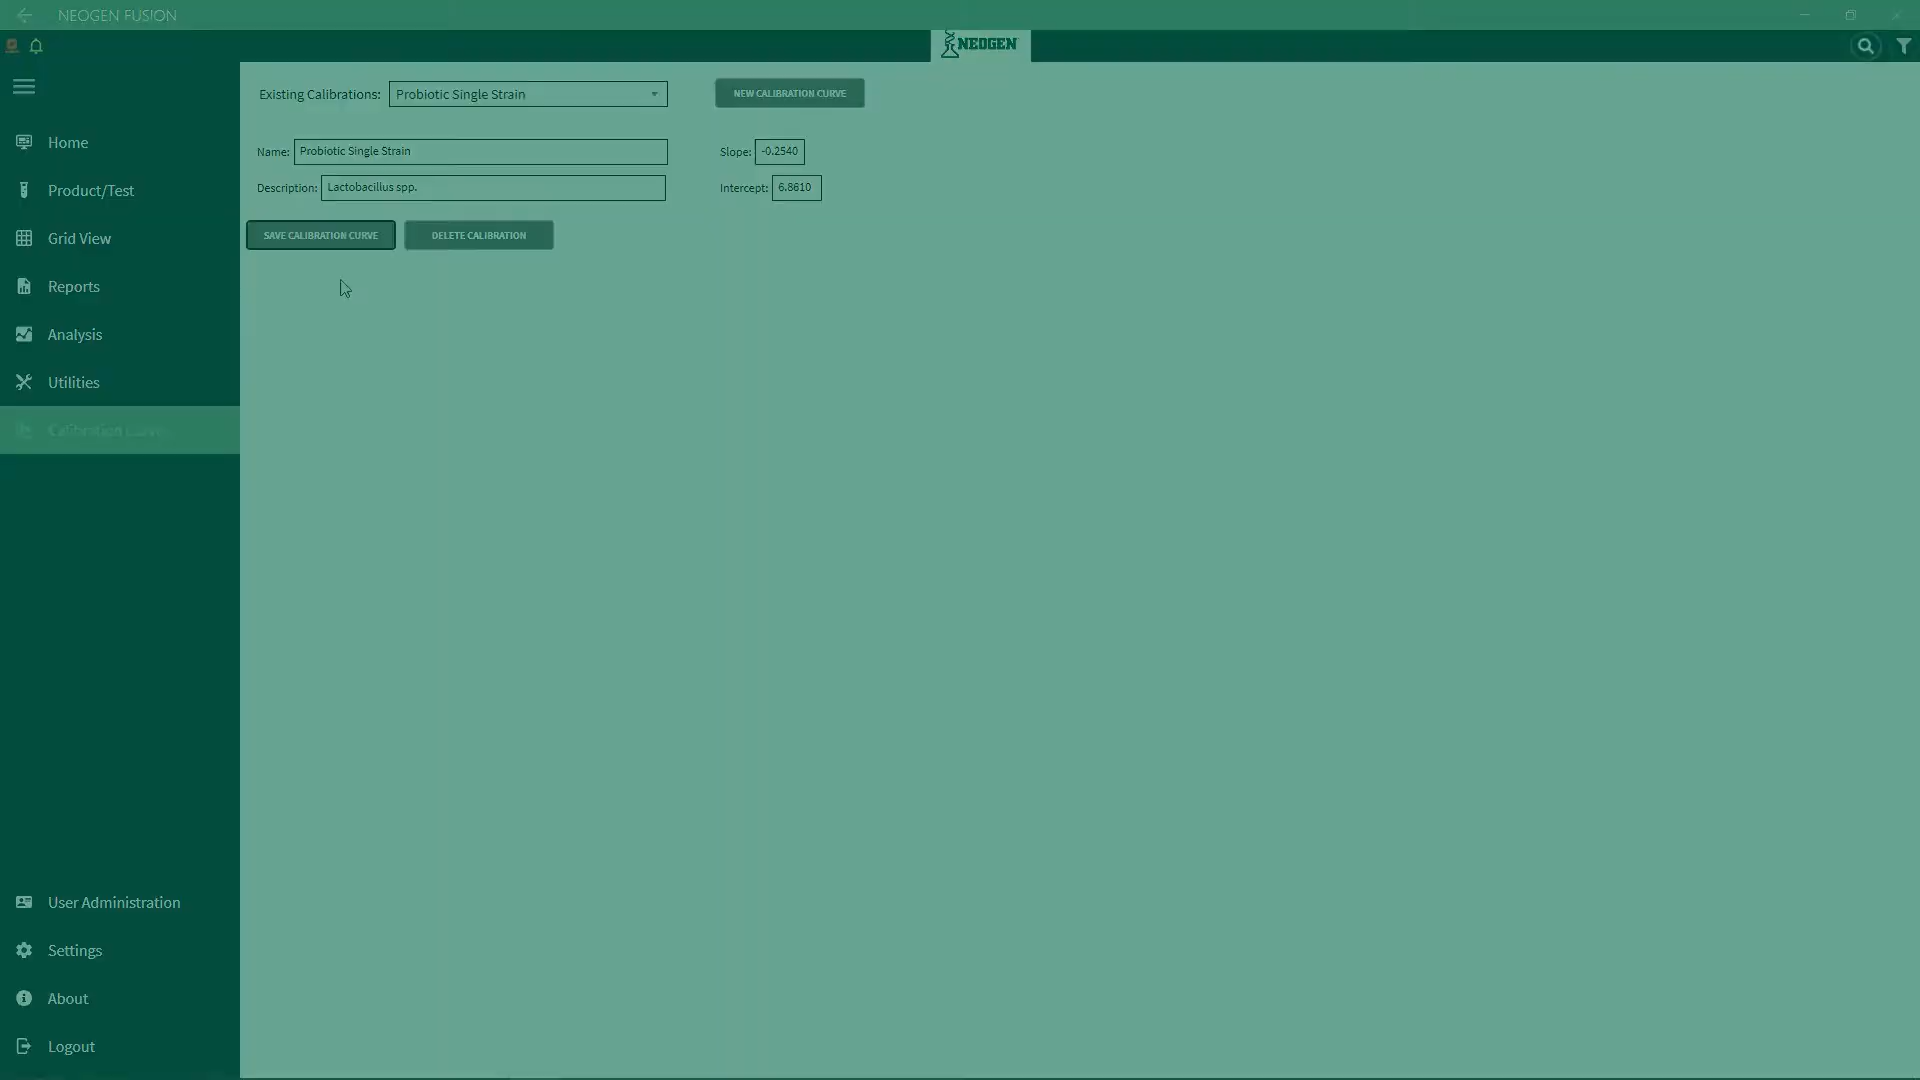 NEOGEN FUSION
NEOGEN
Existing Calibrations: Probiotic Single Strain
NEW CALIBRATION CURVE
Name: Probiotic Single Strain
Slope: -0.2540
Description: Lactobacillus spp.
Intercept: 6.8610
SAVE CALIBRATION CURVE
DELETE CALIBRATION
Home
Product/Test
Grid View
Reports
Analysis
Utilities
Calibration Curve
User Administration
Settings
About
Logout